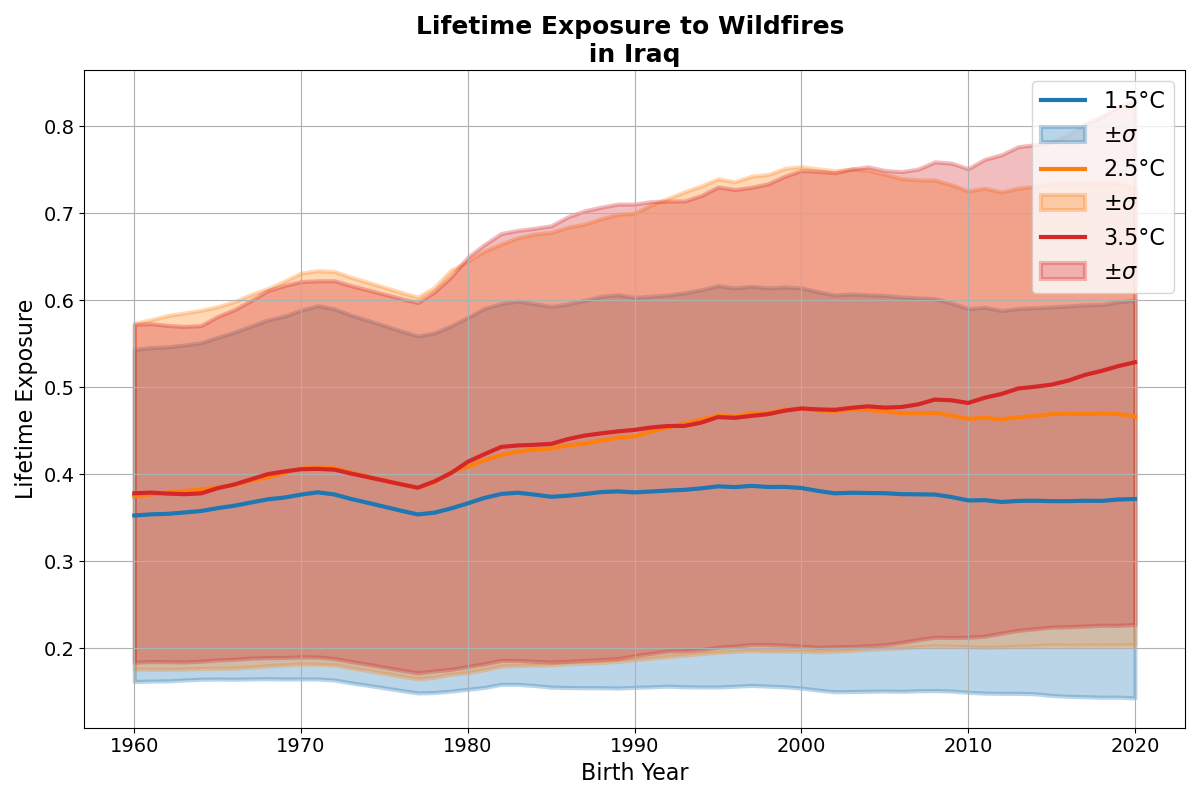 Lifetime Exposure to Wildfires
in Iraq
1.5°C
±σ
2.5°C
±σ
3.5°C
±σ
Lifetime Exposure
0.8
0.7
0.6
0.5
0.4
0.3
0.2
1960 1970 1980 1990 2000 2010 2020
Birth Year